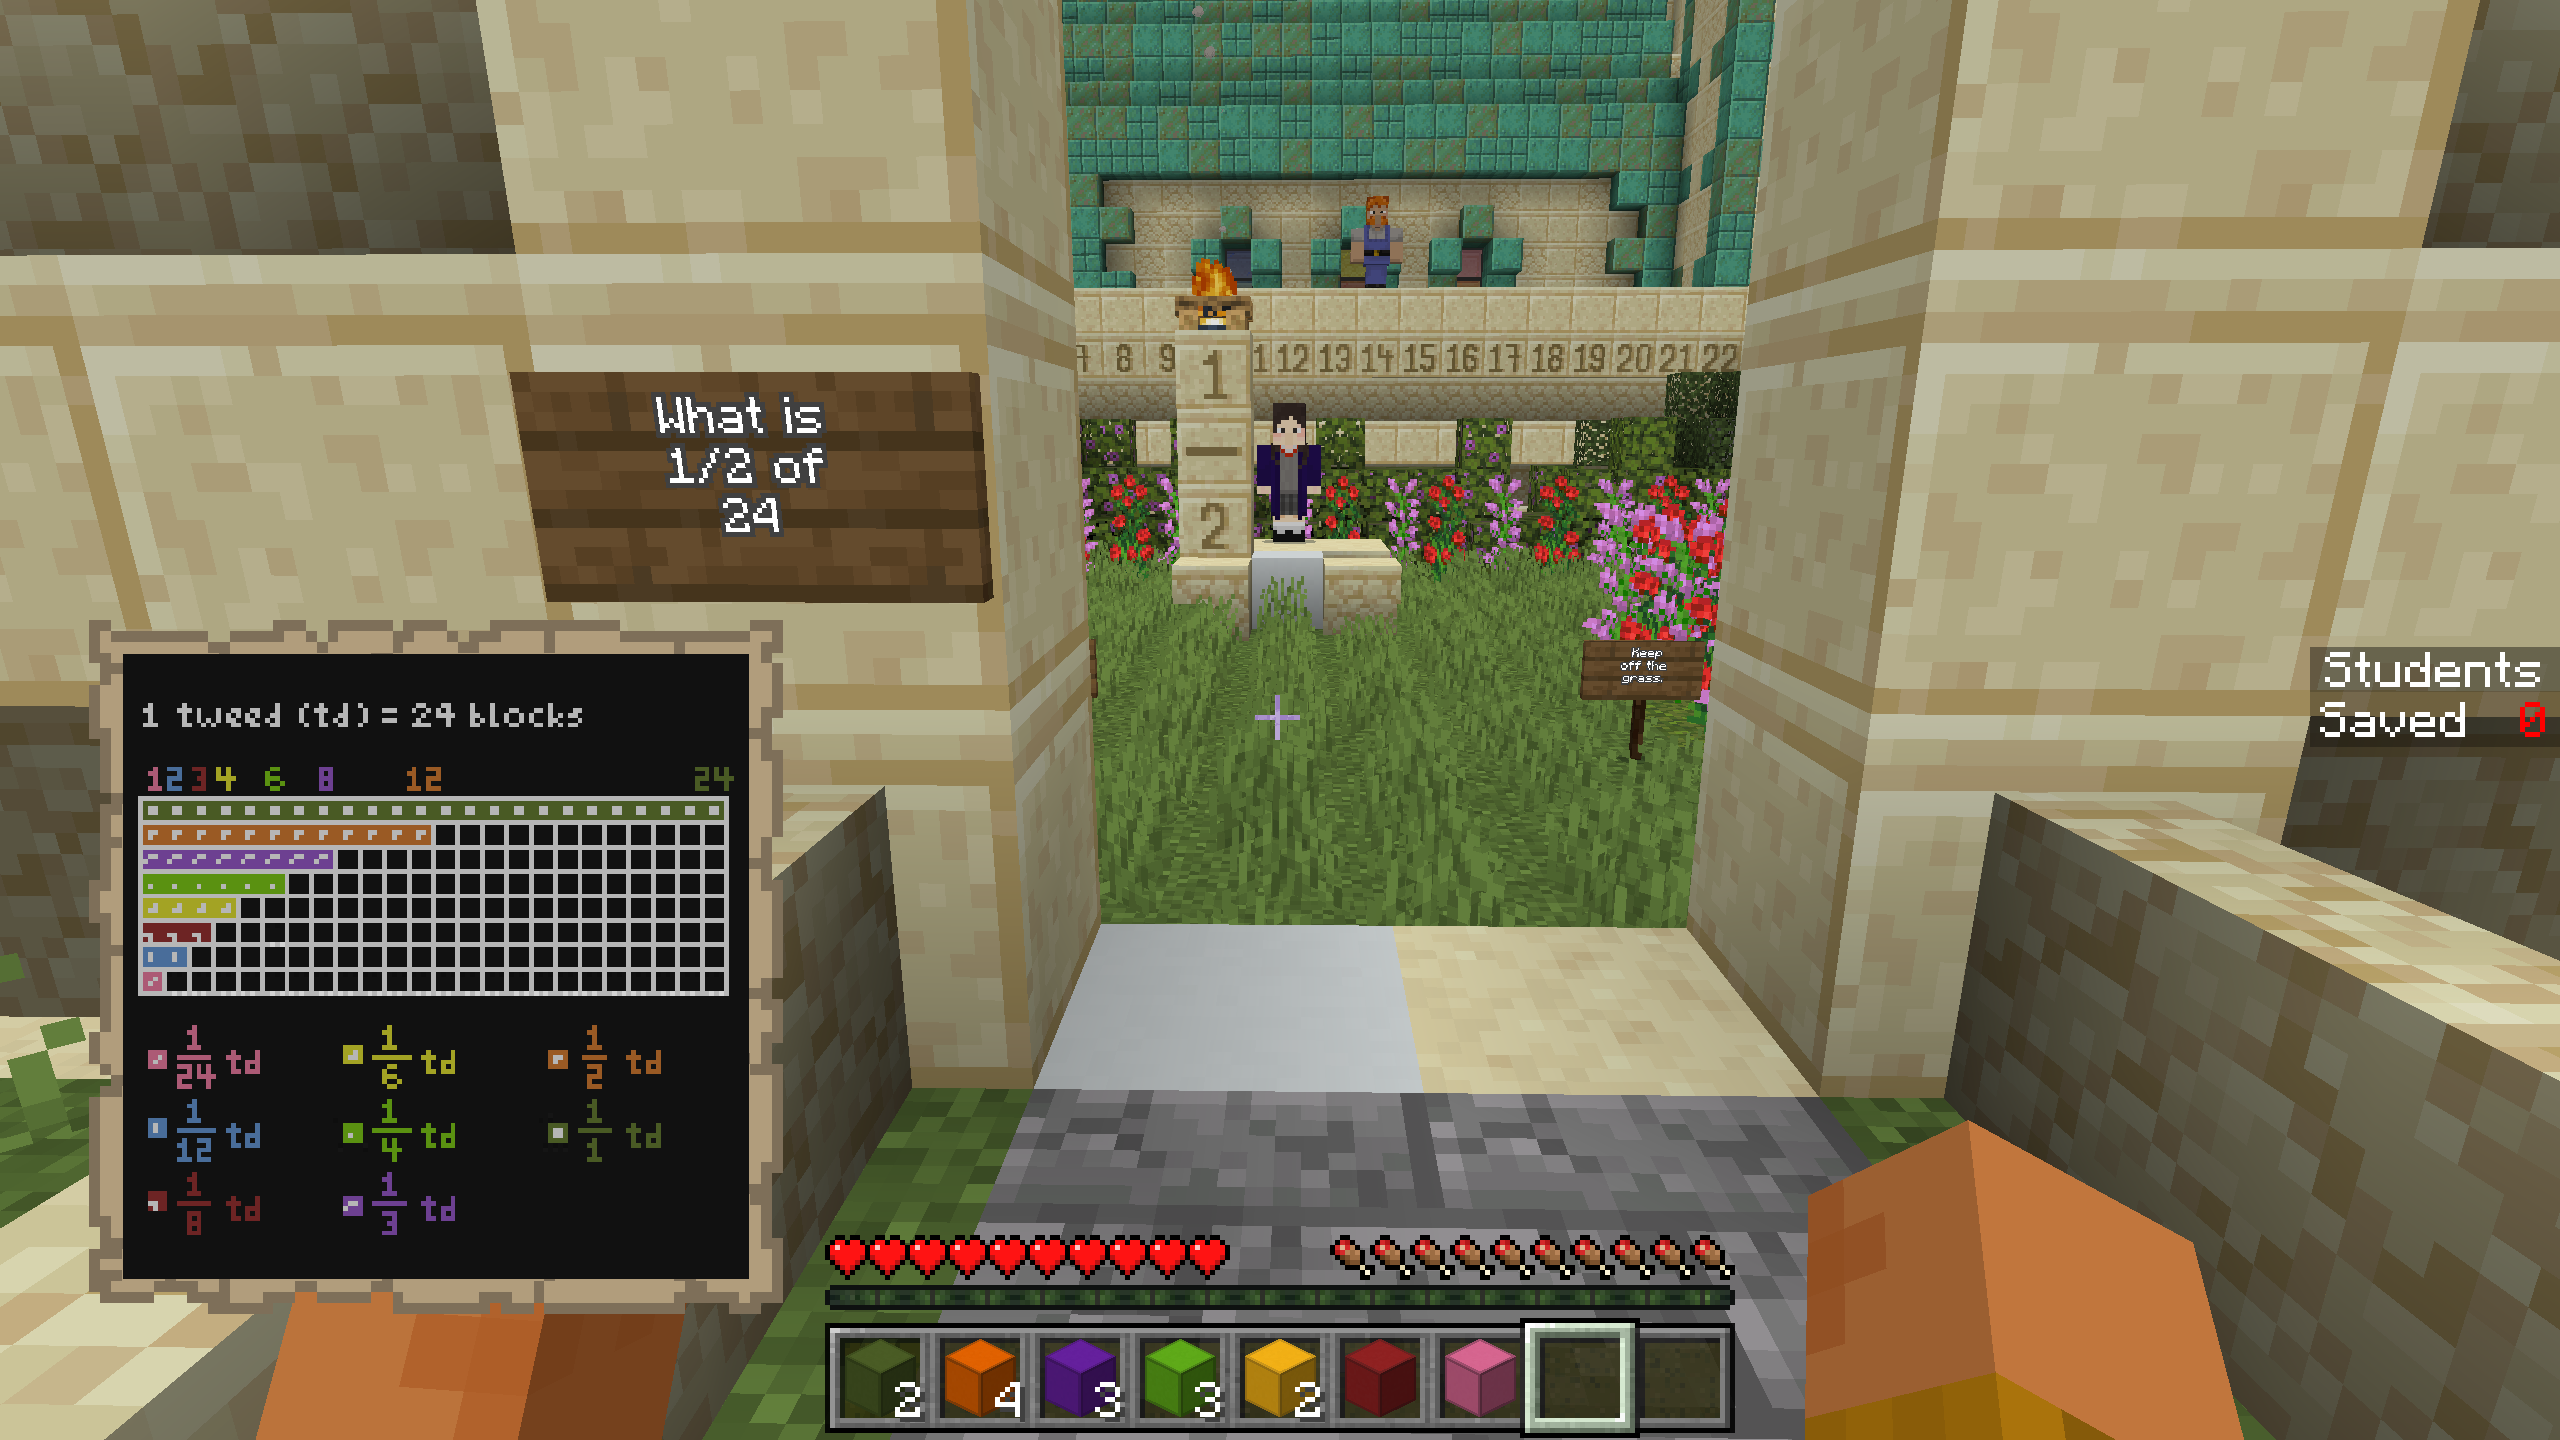 7 8 9 1 12 13 14 15 16 17 18 19 20 21 22
1
2
What is
1/2 of
24
Keep
off the
grass.
Students
Saved 0
1 tweed (td) = 24 blocks
1 2 3 4 6 8 12 24
1/24 td 1/6 td 1/2 td
1/12 td 1/4 td 1/1 td
1/8 td 1/3 td
2 4 3 3 2